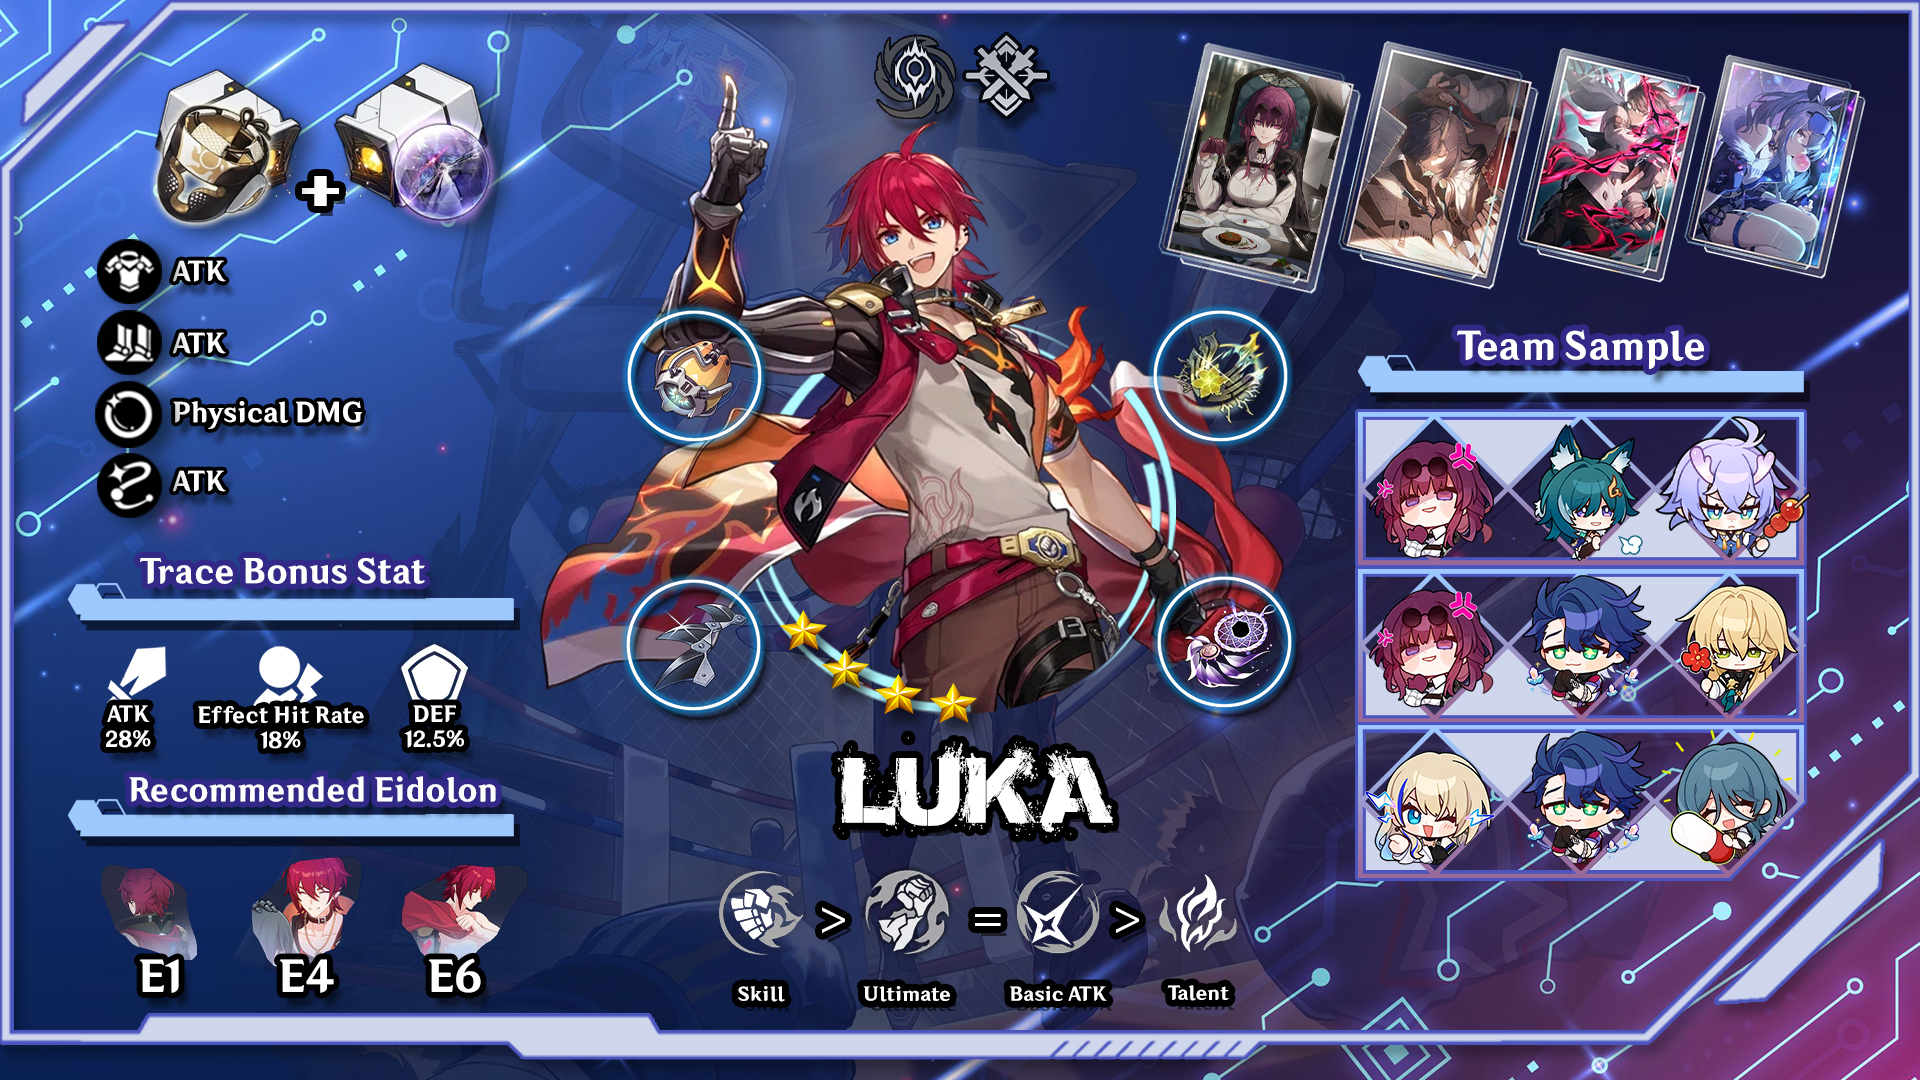 +
ATK
ATK
Physical DMG
ATK
Trace Bonus Stat
ATK
28%
Effect Hit Rate
18%
DEF
12.5%
Recommended Eidolon
E1
E4
E6
LUKA
> = >
Skill
Ultimate
Basic ATK
Talent
Team Sample